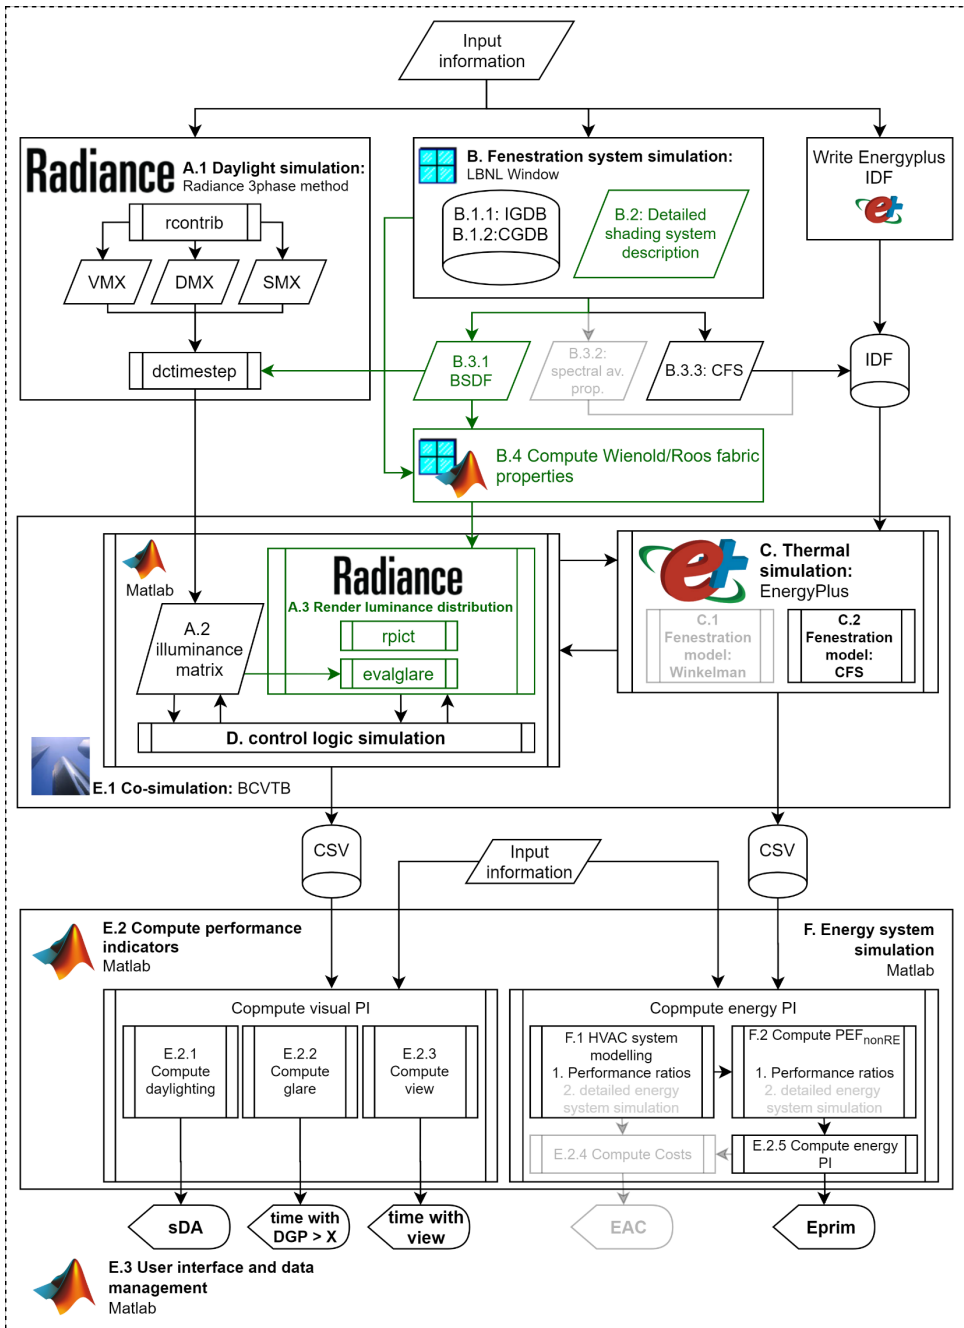 Input
information
Radiance
A.1 Daylight simulation:
Radiance 3phase method
rcontrib
VMX
DMX
SMX
dctimestep
B. Fenestration system simulation:
LBNL Window
B.1.1: IGDB
B.1.2:CGDB
B.2: Detailed
shading system
description
Write Energyplus
IDF
e+
B.3.1
BSDF
B.3.2:
spectral av.
prop.
B.3.3: CFS
IDF
B.4 Compute Wienold/Roos fabric
properties
Matlab
Radiance
A.3 Render luminance distribution
rpict
evalglare
A.2
illuminance
matrix
D. control logic simulation
e+
C. Thermal
simulation:
EnergyPlus
C.1
Fenestration
model:
Winkelman
C.2
Fenestration
model:
CFS
E.1 Co-simulation: BCVTB
CSV
Input
information
CSV
E.2 Compute performance
indicators
Matlab
F. Energy system
simulation
Matlab
Copmpute visual PI
E.2.1
Compute
daylighting
E.2.2
Compute
glare
E.2.3
Compute
view
Copmpute energy PI
F.1 HVAC system
modelling
1. Performance ratios
2. detailed energy
system simulation
F.2 Compute PEFnonRE
1. Performance ratios
2. detailed energy
system simulation
E.2.4 Compute Costs
E.2.5 Compute energy
PI
sDA
time with
DGP > X
time with
view
EAC
Eprim
E.3 User interface and data
management
Matlab